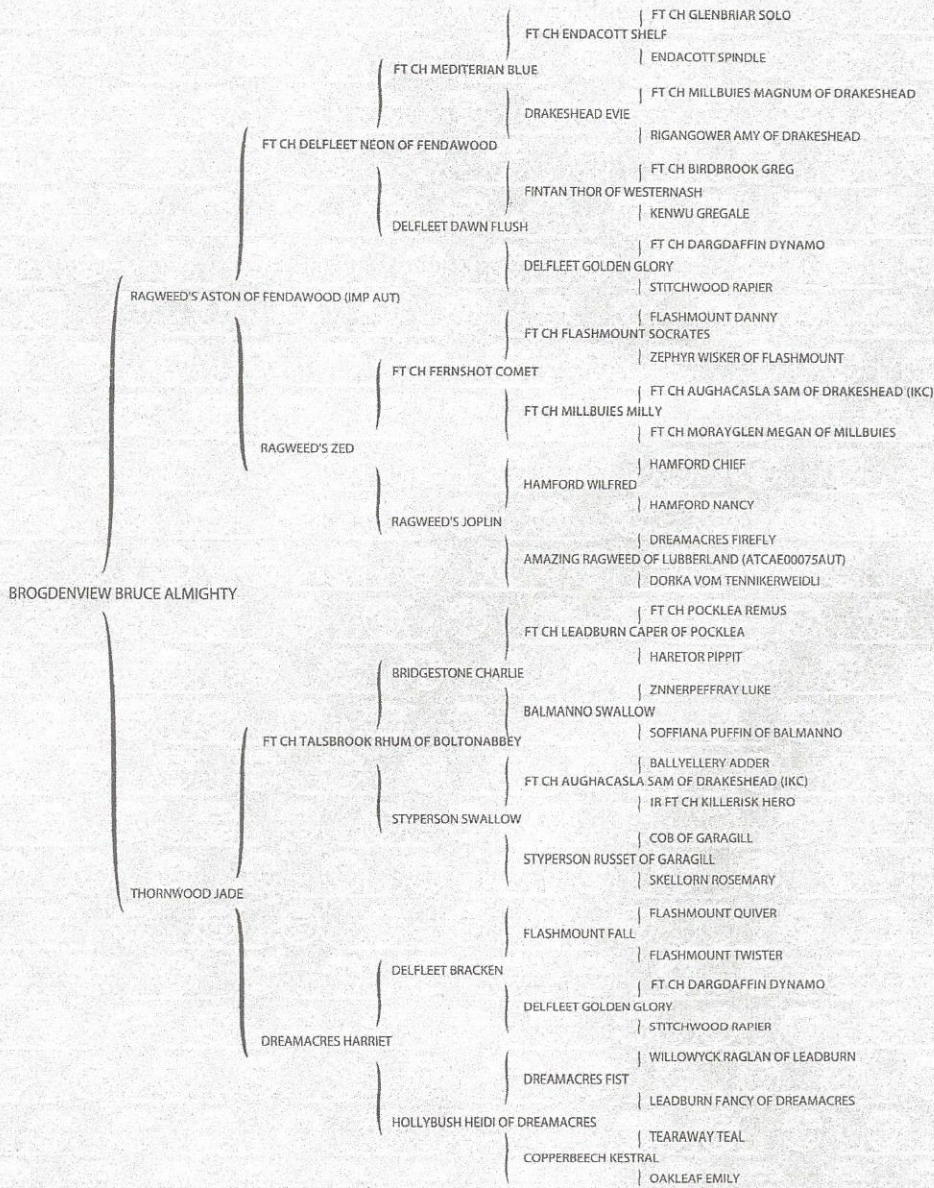 FT CH GLENBRIAR SOLO
FT CH ENDACOTT SHELF
ENDACOTT SPINDLE
FT CH MEDITERIAN BLUE
FT CH MILLBUIES MAGNUM OF DRAKESHEAD
DRAKESHEAD EVIE
RIGANGOWER AMY OF DRAKESHEAD
FT CH DELFLEET NEON OF FENDAWOOD
FT CH BIRDBROOK GREG
FINTAN THOR OF WESTERNASH
KENWU GREGALE
DELFLEET DAWN FLUSH
FT CH DARGDAFFIN DYNAMO
DELFLEET GOLDEN GLORY
STITCHWOOD RAPIER
RAGWEED'S ASTON OF FENDAWOOD (IMP AUT)
FLASHMOUNT DANNY
FT CH FLASHMOUNT SOCRATES
ZEPHYR WISKER OF FLASHMOUNT
FT CH FERNSHOT COMET
FT CH AUGHACASLA SAM OF DRAKESHEAD (IKC)
FT CH MILLBUIES MILLY
FT CH MORAYGLEN MEGAN OF MILLBUIES
RAGWEED'S ZED
HAMFORD CHIEF
HAMFORD WILFRED
HAMFORD NANCY
RAGWEED'S JOPLIN
DREAMACRES FIREFLY
AMAZING RAGWEED OF LUBBERLAND (ATCAE00075AUT)
DORKA VOM TENNIKERWEIDLI
BROGDENVIEW BRUCE ALMIGHTY
FT CH POCKLEA REMUS
FT CH LEADBURN CAPER OF POCKLEA
HARETOR PIPPIT
BRIDGESTONE CHARLIE
ZNNERPEFFRAY LUKE
BALMANNO SWALLOW
SOFFIANA PUFFIN OF BALMANNO
FT CH TALSBROOK RHUM OF BOLTONABBEY
BALLYELLERY ADDER
FT CH AUGHACASLA SAM OF DRAKESHEAD (IKC)
IR FT CH KILLERISK HERO
STYPERSON SWALLOW
COB OF GARAGILL
STYPERSON RUSSET OF GARAGILL
SKELLORN ROSEMARY
THORNWOOD JADE
FLASHMOUNT QUIVER
FLASHMOUNT FALL
FLASHMOUNT TWISTER
DELFLEET BRACKEN
FT CH DARGDAFFIN DYNAMO
DELFLEET GOLDEN GLORY
STITCHWOOD RAPIER
DREAMACRES HARRIET
WILLOWYCK RAGLAN OF LEADBURN
DREAMACRES FIST
LEADBURN FANCY OF DREAMACRES
HOLLYBUSH HEIDI OF DREAMACRES
TEARAWAY TEAL
COPPERBEECH KESTRAL
OAKLEAF EMILY